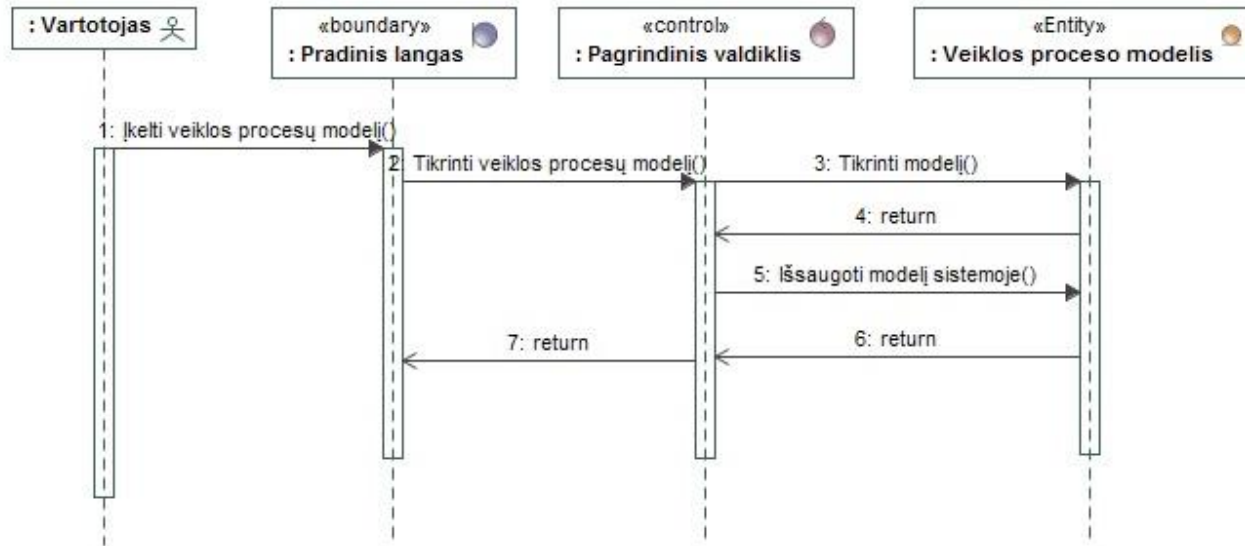 : Vartotojas
«boundary»
: Pradinis langas
«control»
: Pagrindinis valdiklis
«Entity»
: Veiklos proceso modelis
1: Įkelti veiklos procesų modelį()
2: Tikrinti veiklos procesų modelį()
3: Tikrinti modelį()
4: return
5: Išsaugoti modelį sistemoje()
6: return
7: return